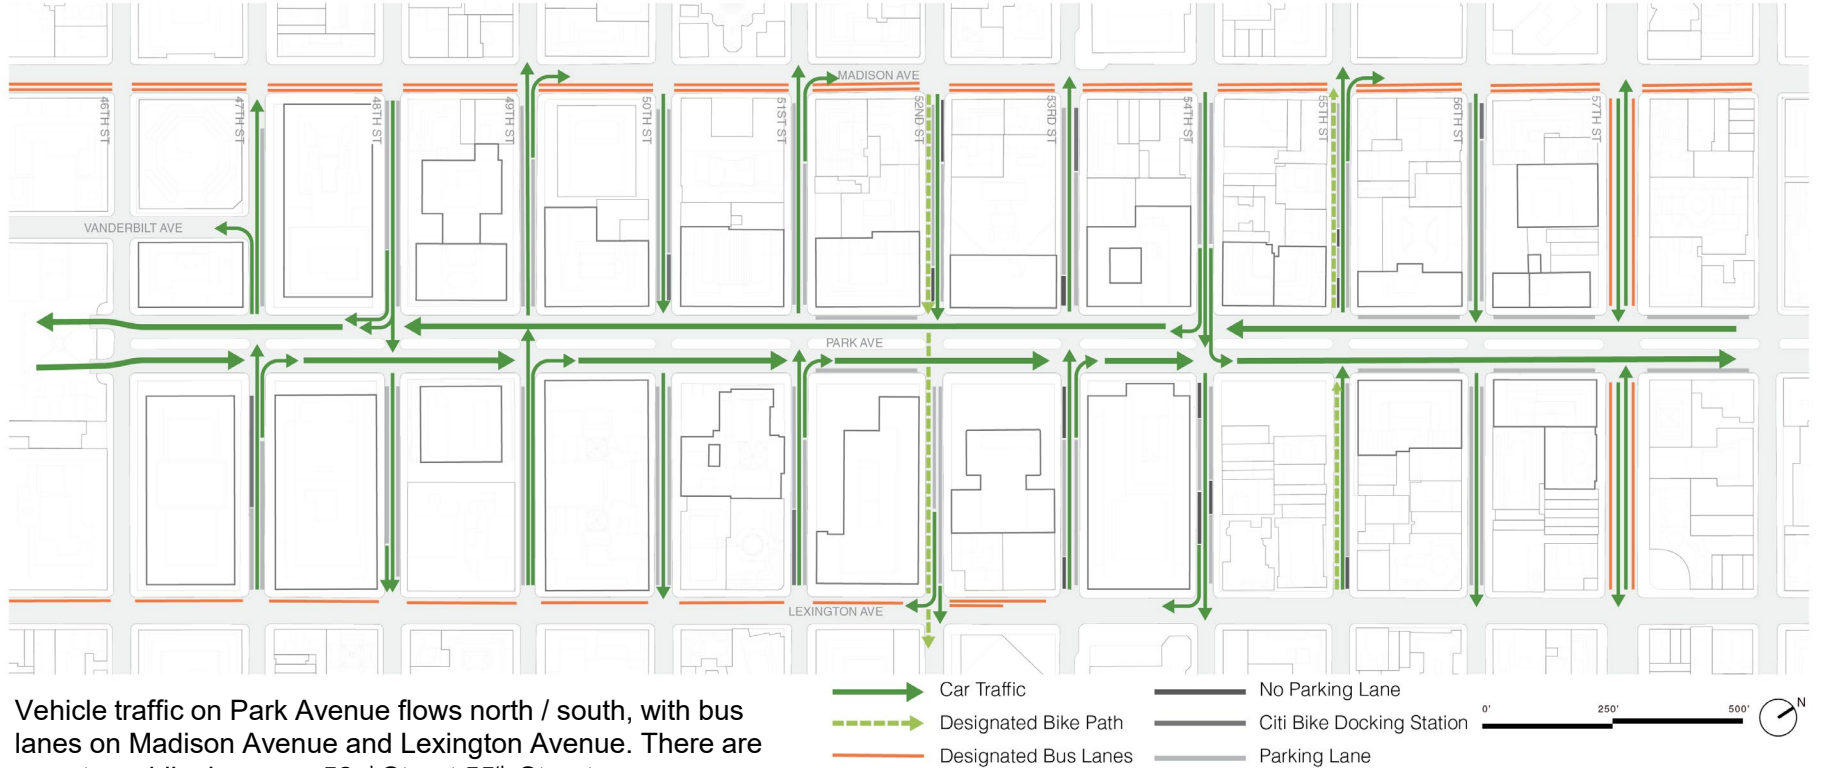 MADISON AVE
46TH ST
47TH ST
48TH ST
49TH ST
50TH ST
51ST ST
52ND ST
53RD ST
54TH ST
55TH ST
56TH ST
57TH ST
VANDERBILT AVE
PARK AVE
LEXINGTON AVE
Vehicle traffic on Park Avenue flows north / south, with bus
lanes on Madison Avenue and Lexington Avenue. There are
Car Traffic
Designated Bike Path
Designated Bus Lanes
No Parking Lane
Citi Bike Docking Station
Parking Lane
0' 250' 500'
N